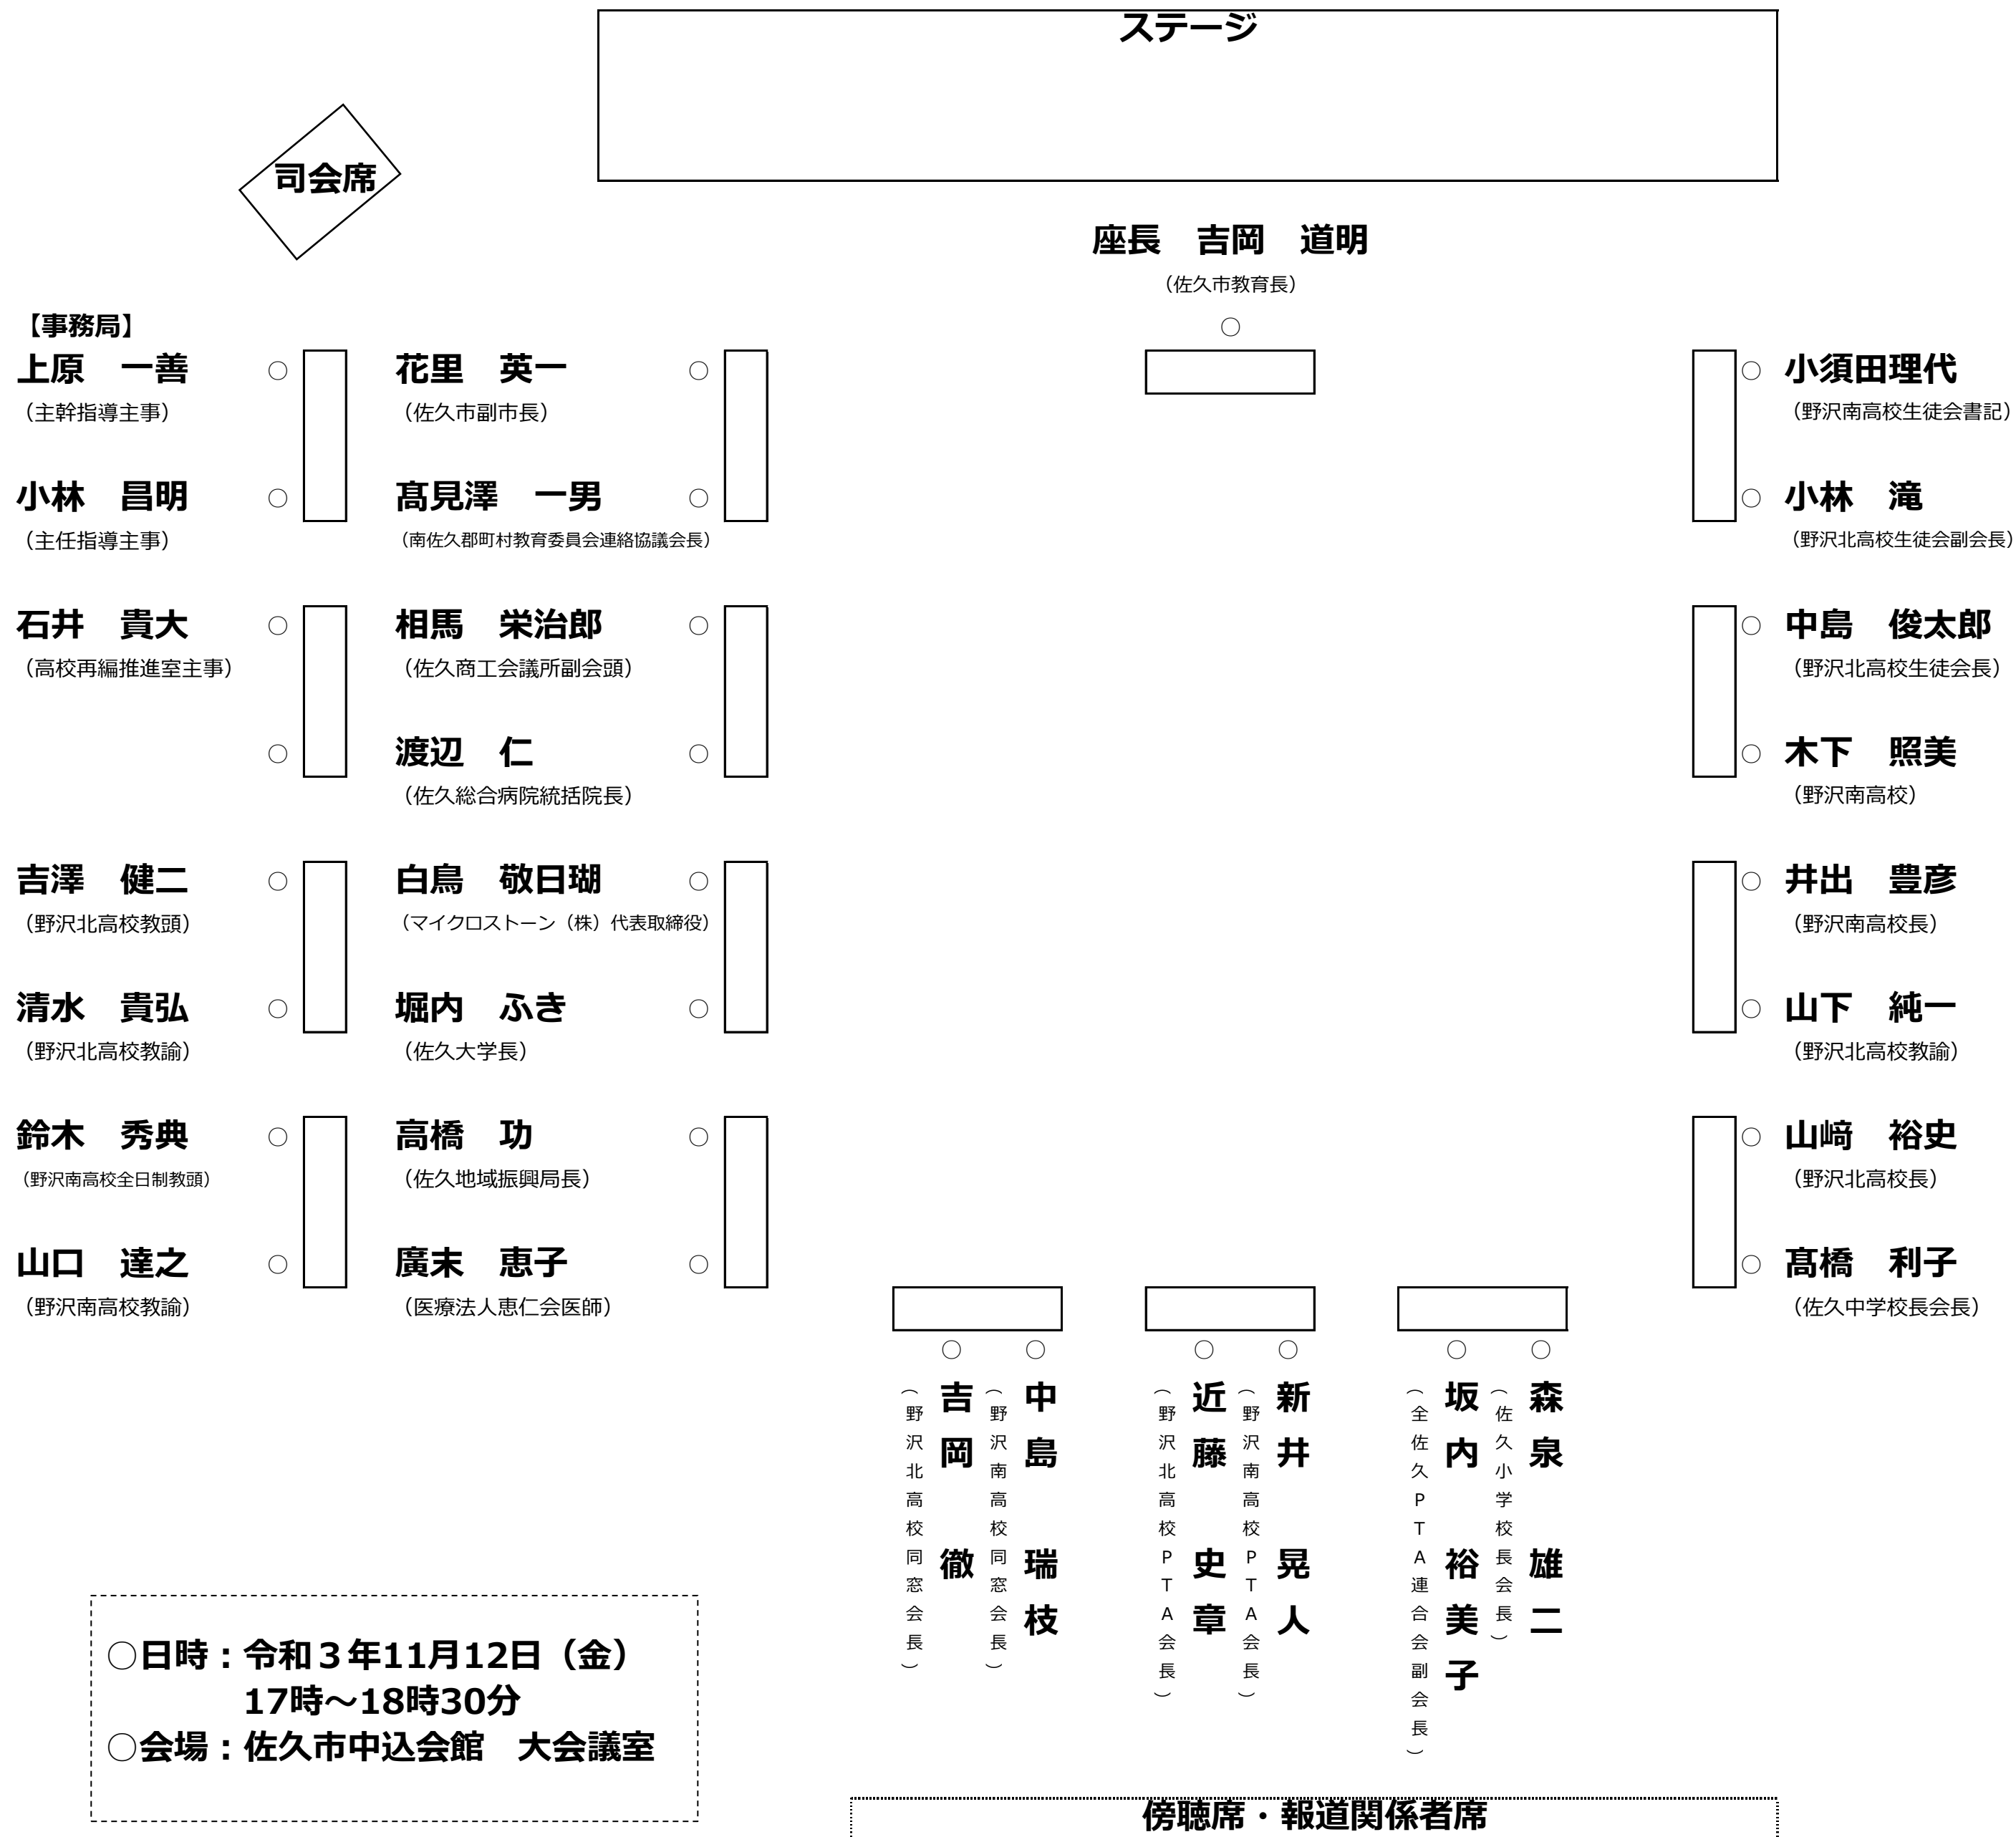 ステージ
司会席
座長　吉岡　道明
（佐久市教育長）
○
【事務局】
上原　一善　○
（主幹指導主事）
小林　昌明　○
（主任指導主事）
石井　貴大　○
（高校再編推進室主事）
○
吉澤　健二　○
（野沢北高校教頭）
清水　貴弘　○
（野沢北高校教諭）
鈴木　秀典　○
（野沢南高校全日制教頭）
山口　達之　○
（野沢南高校教諭）
花里　英一　○
（佐久市副市長）
髙見澤　一男　○
（南佐久郡町村教育委員会連絡協議会長）
相馬　栄治郎　○
（佐久商工会議所副会頭）
渡辺　仁　○
（佐久総合病院統括院長）
白鳥　敬日瑚　○
（マイクロストーン（株）代表取締役）
堀内　ふき　○
（佐久大学長）
高橋　功　○
（佐久地域振興局長）
廣末　恵子　○
（医療法人恵仁会医師）
○　小須田理代
（野沢南高校生徒会書記）
○　小林　滝
（野沢北高校生徒会副会長）
○　中島　俊太郎
（野沢北高校生徒会長）
○　木下　照美
（野沢南高校）
○　井出　豊彦
（野沢南高校長）
○　山下　純一
（野沢北高校教諭）
○　山﨑　裕史
（野沢北高校長）
○　髙橋　利子
（佐久中学校長会長）
○　森泉　雄二
（佐久小学校長会長）
○　坂内　裕美子
（全佐久ＰＴＡ連合会副会長）
○　新井　晃人
（野沢南高校ＰＴＡ会長）
○　近藤　史章
（野沢北高校ＰＴＡ会長）
○　中島　瑞枝
（野沢南高校同窓会長）
○　吉岡　徹
（野沢北高校同窓会長）
○日時：令和３年11月12日（金）
17時～18時30分
○会場：佐久市中込会館　大会議室
傍聴席・報道関係者席